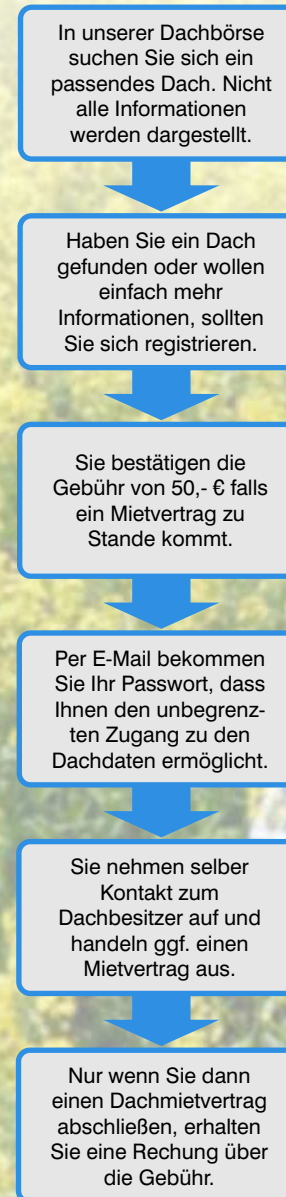 In unserer Dachbörse
suchen Sie sich ein
passendes Dach. Nicht
alle Informationen
werden dargestellt.
Haben Sie ein Dach
gefunden oder wollen
einfach mehr
Informationen, sollten
Sie sich registrieren.
Sie bestätigen die
Gebühr von 50,- € falls
ein Mietvertrag zu
Stande kommt.
Per E-Mail bekommen
Sie Ihr Passwort, dass
Ihnen den unbegrenz-
ten Zugang zu den
Dachdaten ermöglicht.
Sie nehmen selber
Kontakt zum
Dachbesitzer auf und
handeln ggf. einen
Mietvertrag aus.
Nur wenn Sie dann
einen Dachmietvertrag
abschließen, erhalten
Sie eine Rechung über
die Gebühr.